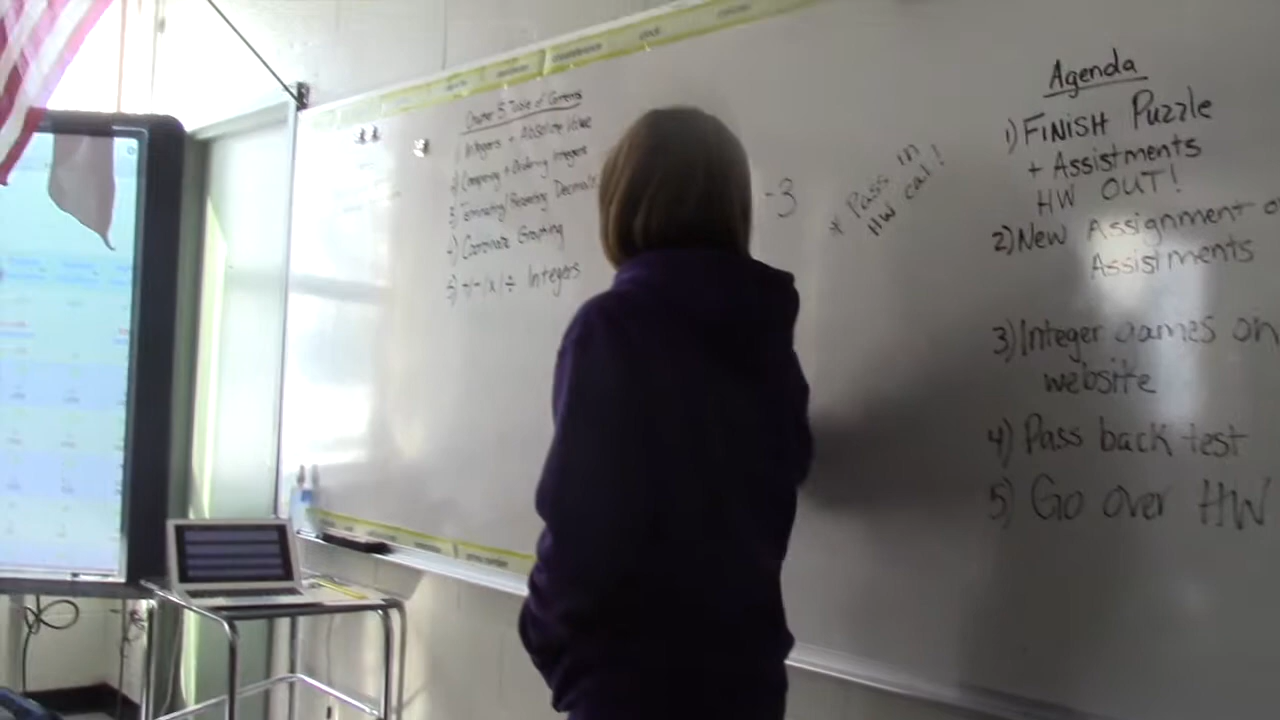 Chapter 5 Table of Contents
1) Integers + Absolute Value
2) Comparing + Ordering Integers
3) Terminating/Repeating Decimals
4) Coordinate Graphing
5) +/-/x/÷ Integers
-3
* Pass in
HW cal!
Agenda
1) FINISH Puzzle
+ Assistments
HW OUT!
2) New Assignment
Assistments
3) Integer games on
website
4) Pass back test
5) Go over HW